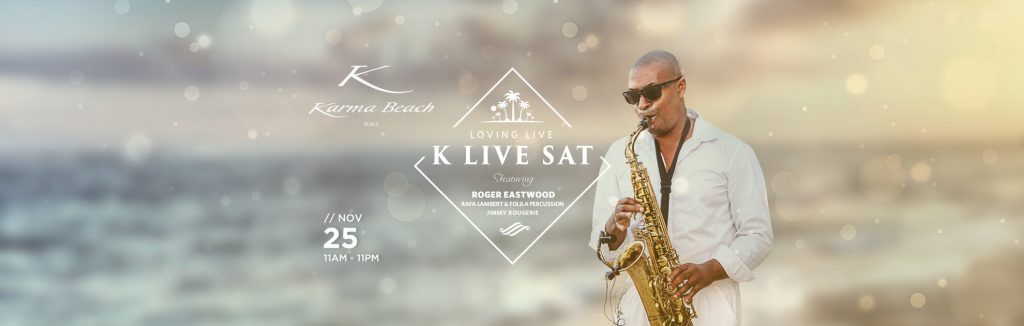 K
Karma Beach
BALI
LOVING LIVE
K LIVE SAT
Featuring
ROGER EASTWOOD
RAFA LAMBERT & FOLILA PERCUSSION
JIMMY ROUGERIE
// NOV
25
11AM - 11PM